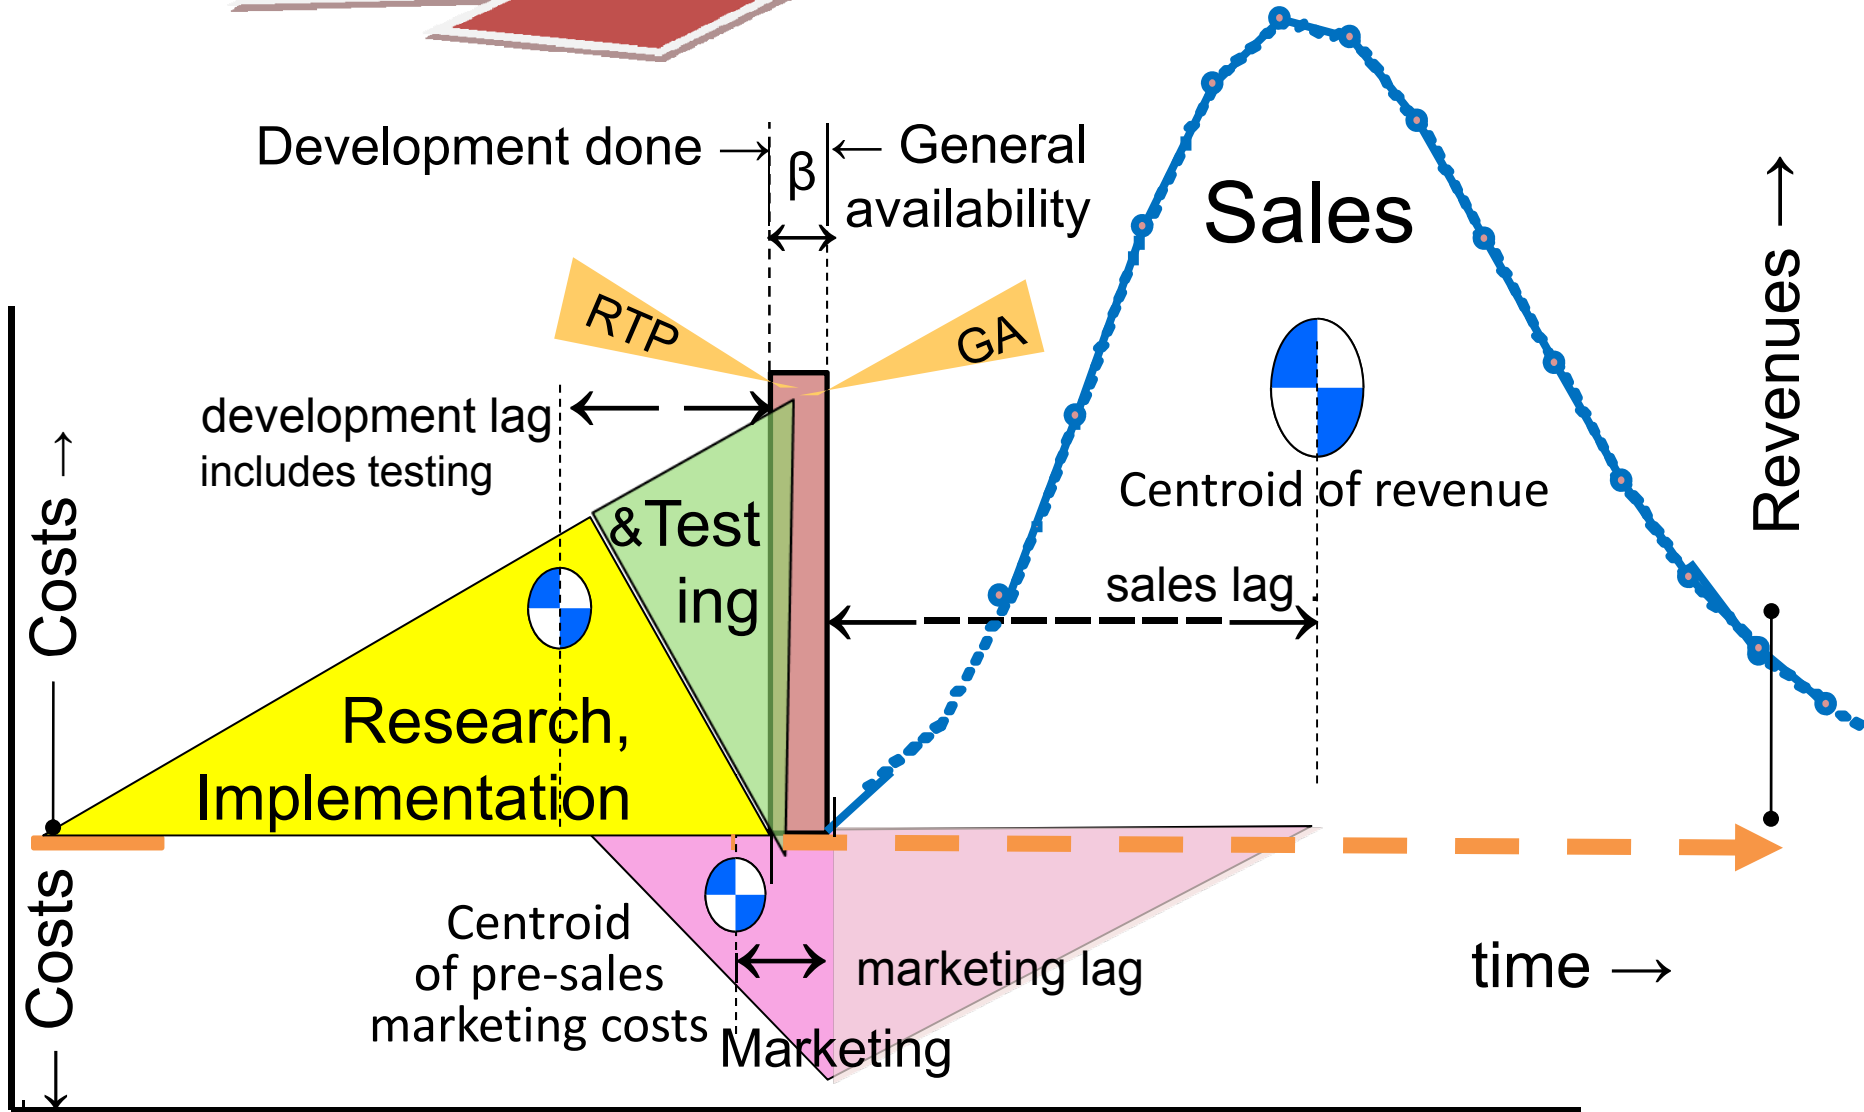 Development done →
β
← General
availability
Sales
Revenues →
RTP
GA
development lag
includes testing
Costs →
&Test
ing
Centroid of revenue
sales lag .
Research,
Implementation
← Costs
Centroid
of pre-sales
marketing costs
marketing lag
Marketing
time →